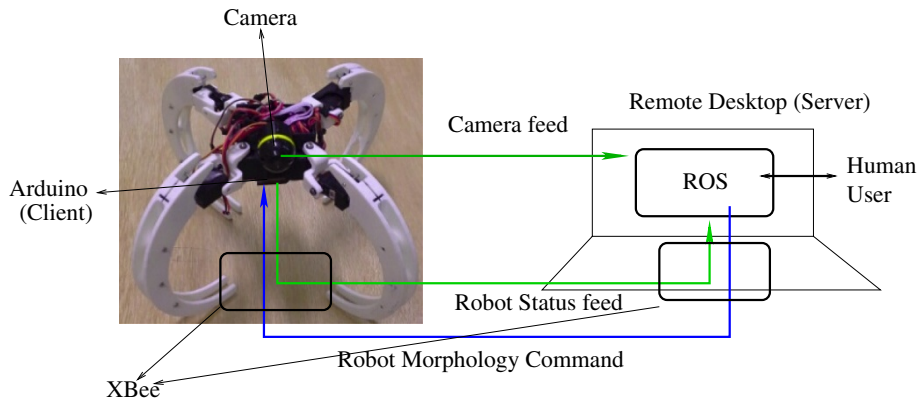 Camera
Remote Desktop (Server)
Camera feed
ROS
Human
User
Arduino
(Client)
Robot Status feed
Robot Morphology Command
XBee